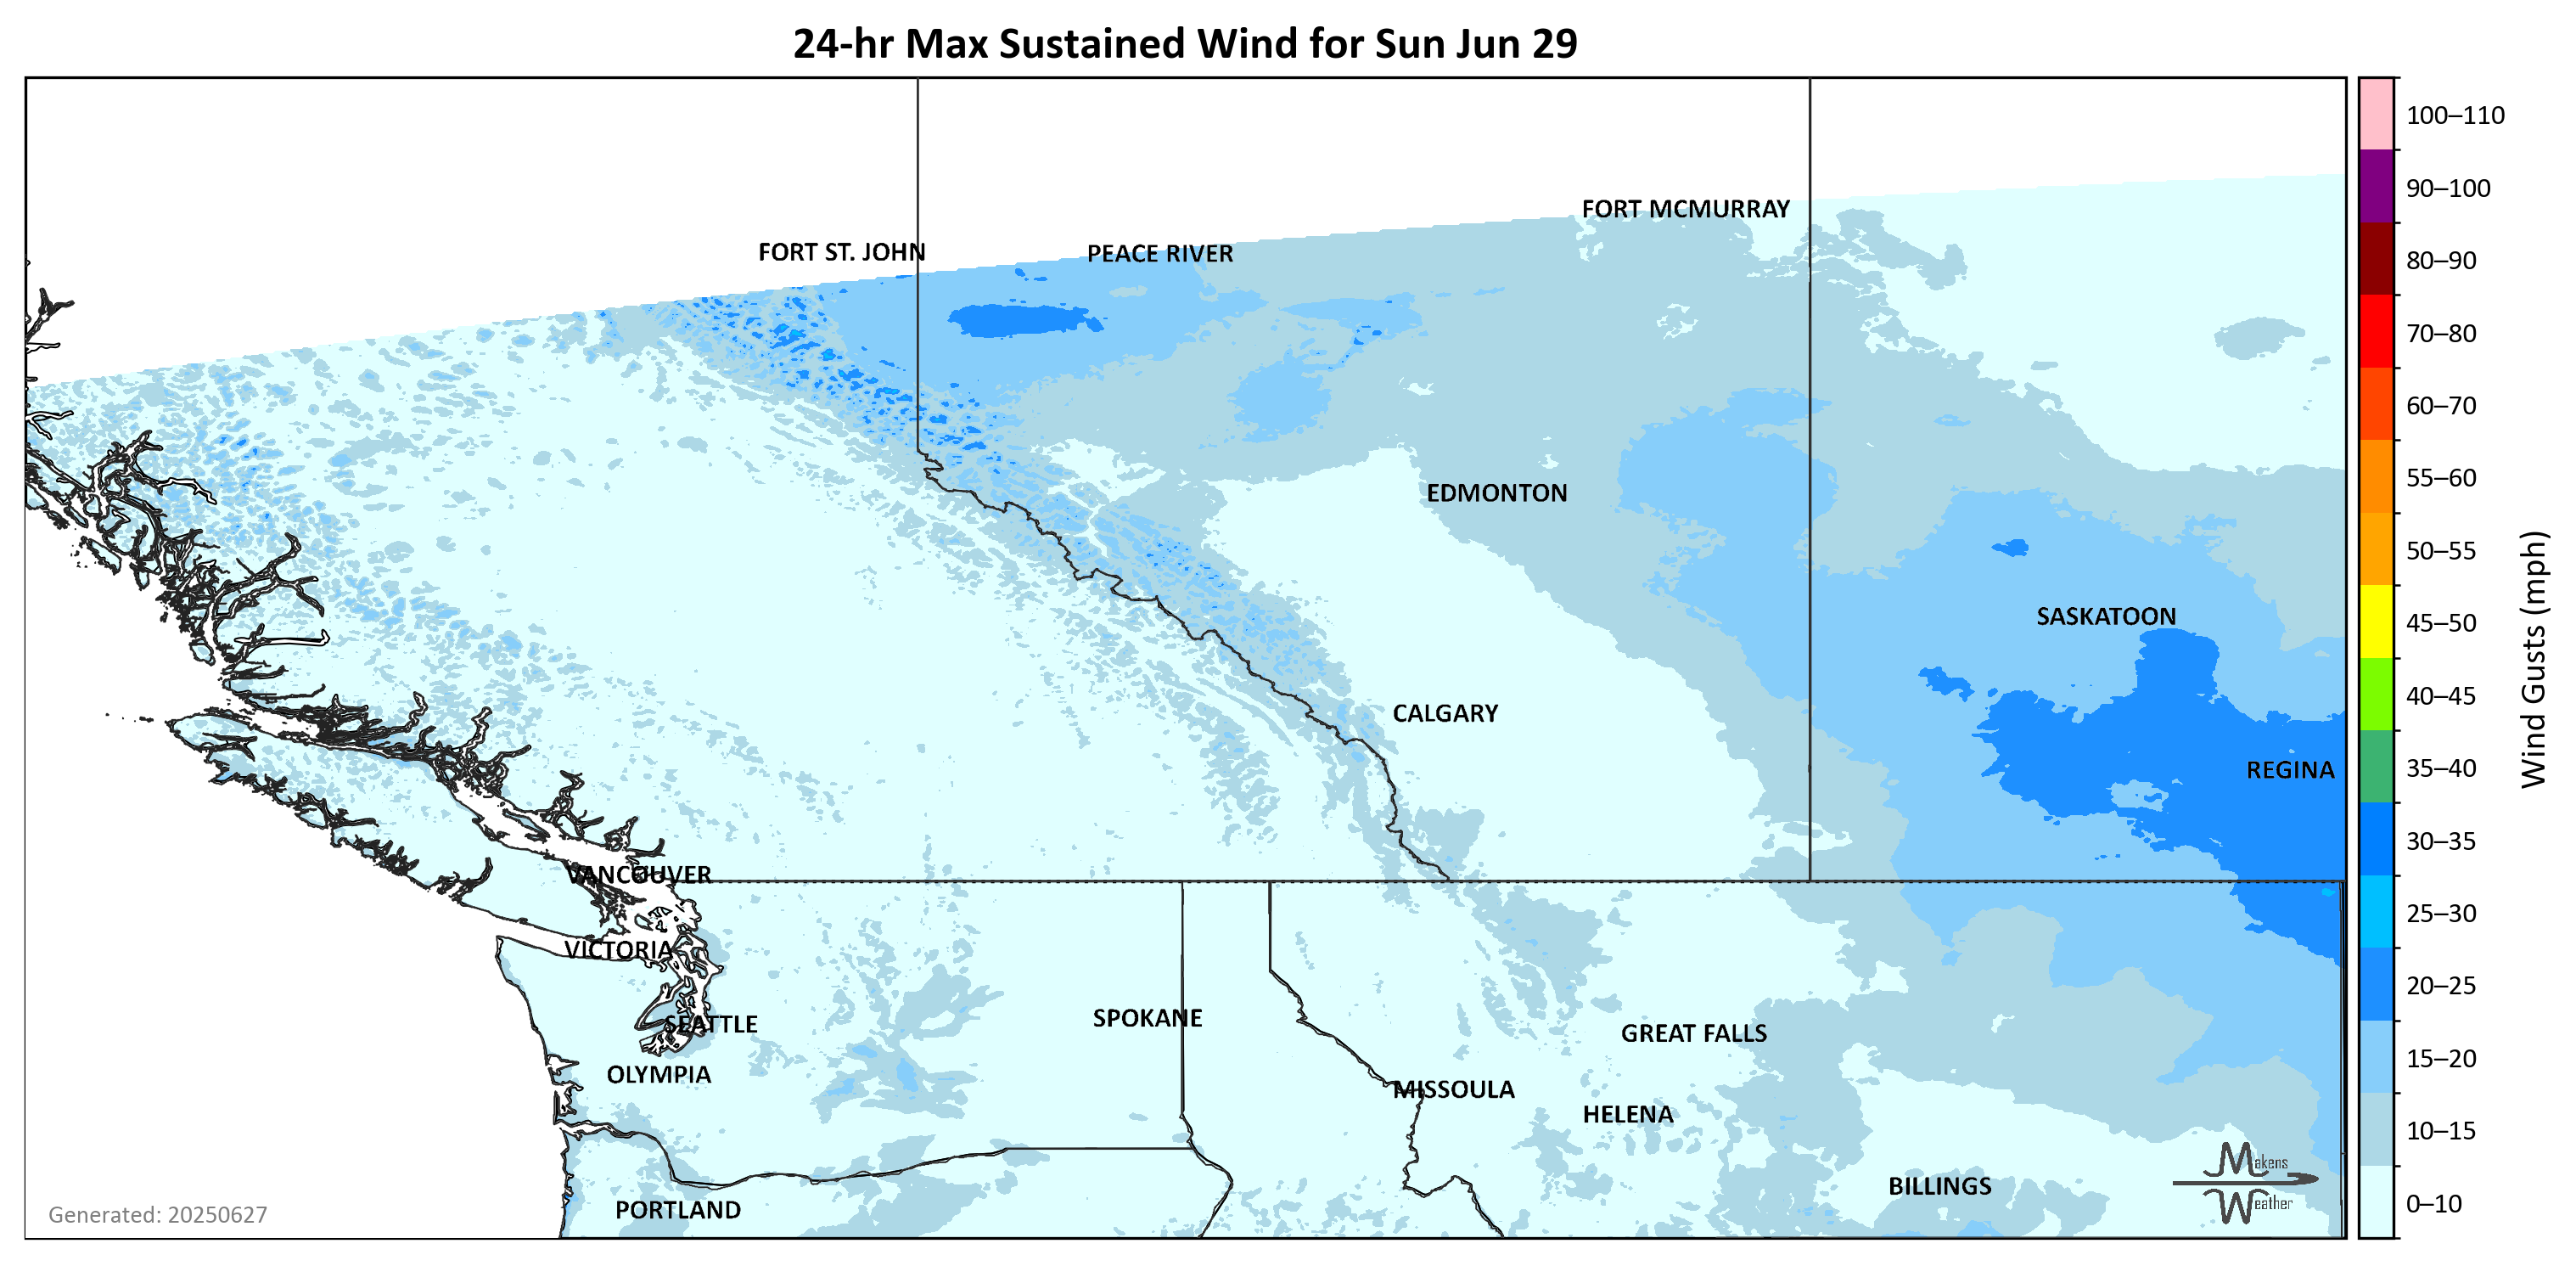 24-hr Max Sustained Wind for Sun Jun 29
FORT MCMURRAY
FORT ST. JOHN
PEACE RIVER
EDMONTON
SASKATOON
CALGARY
REGINA
VANCOUVER
VICTORIA
SEATTLE
SPOKANE
GREAT FALLS
OLYMPIA
MISSOULA
HELENA
BILLINGS
PORTLAND
Makens
Weather
Generated: 20250627
100–110
90–100
80–90
70–80
60–70
55–60
50–55
45–50
40–45
35–40
30–35
25–30
20–25
15–20
10–15
0–10
Wind Gusts (mph)